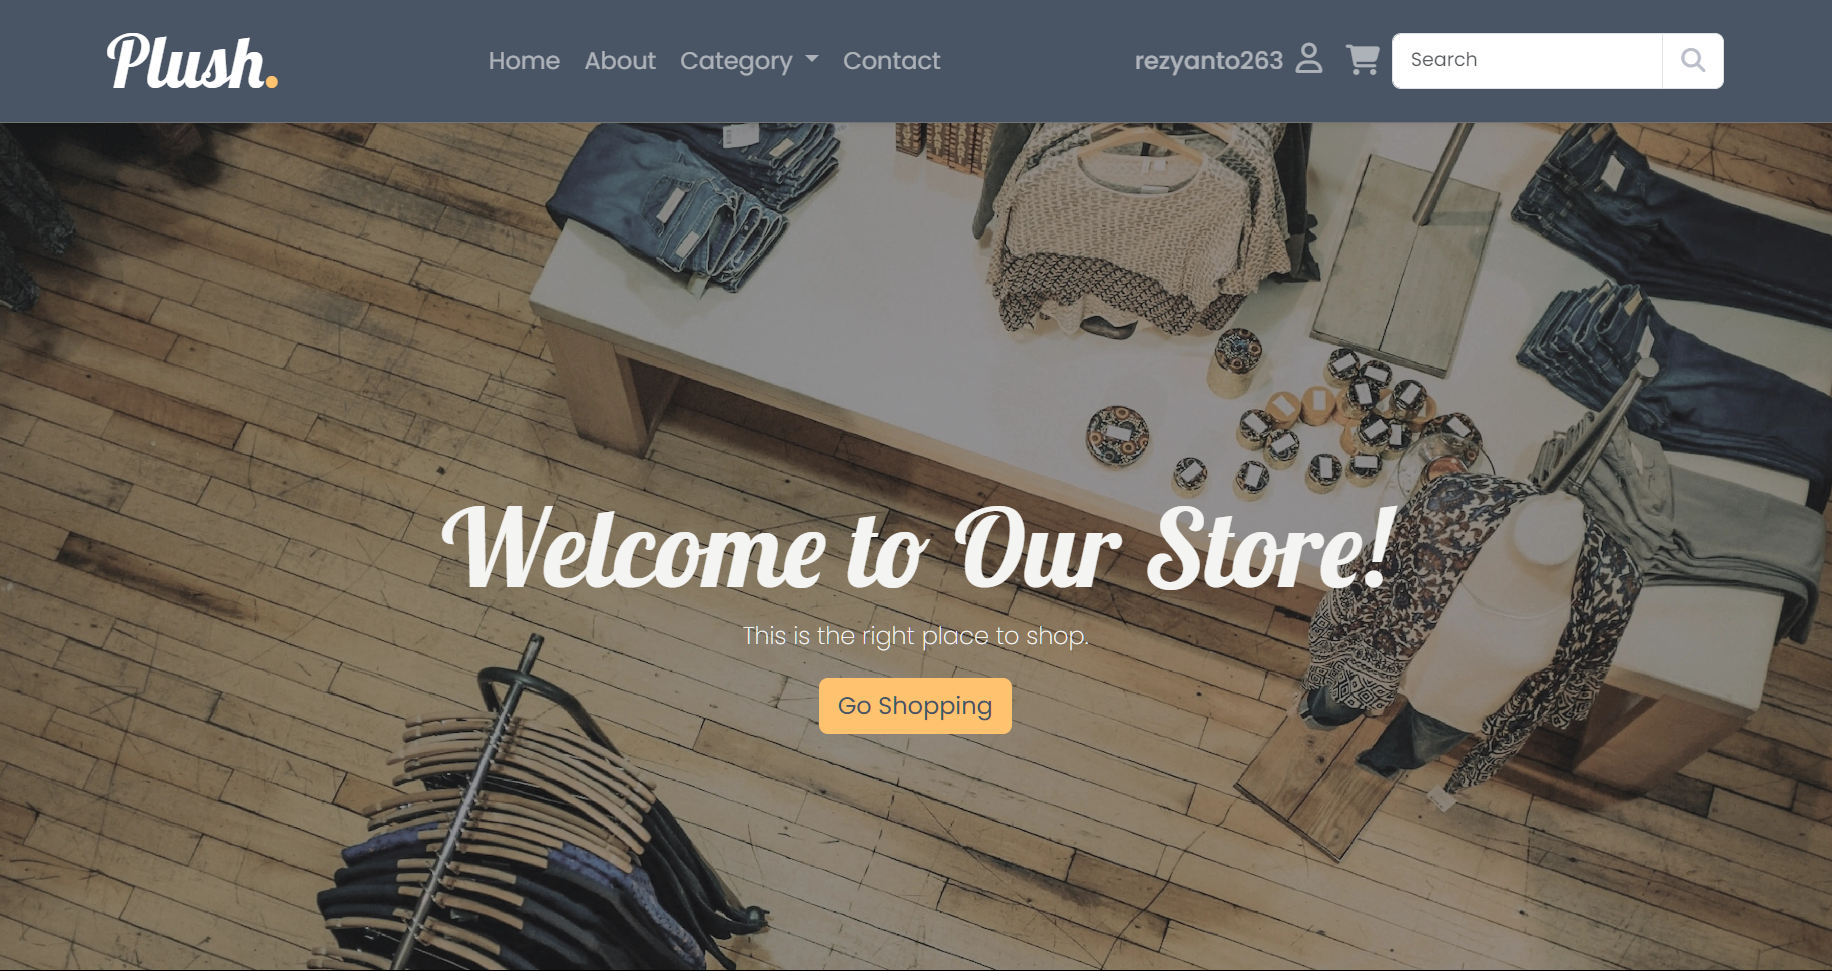 Plush.
Home About Category Contact
rezyanto263
Search
Welcome to Our Store!
This is the right place to shop.
Go Shopping